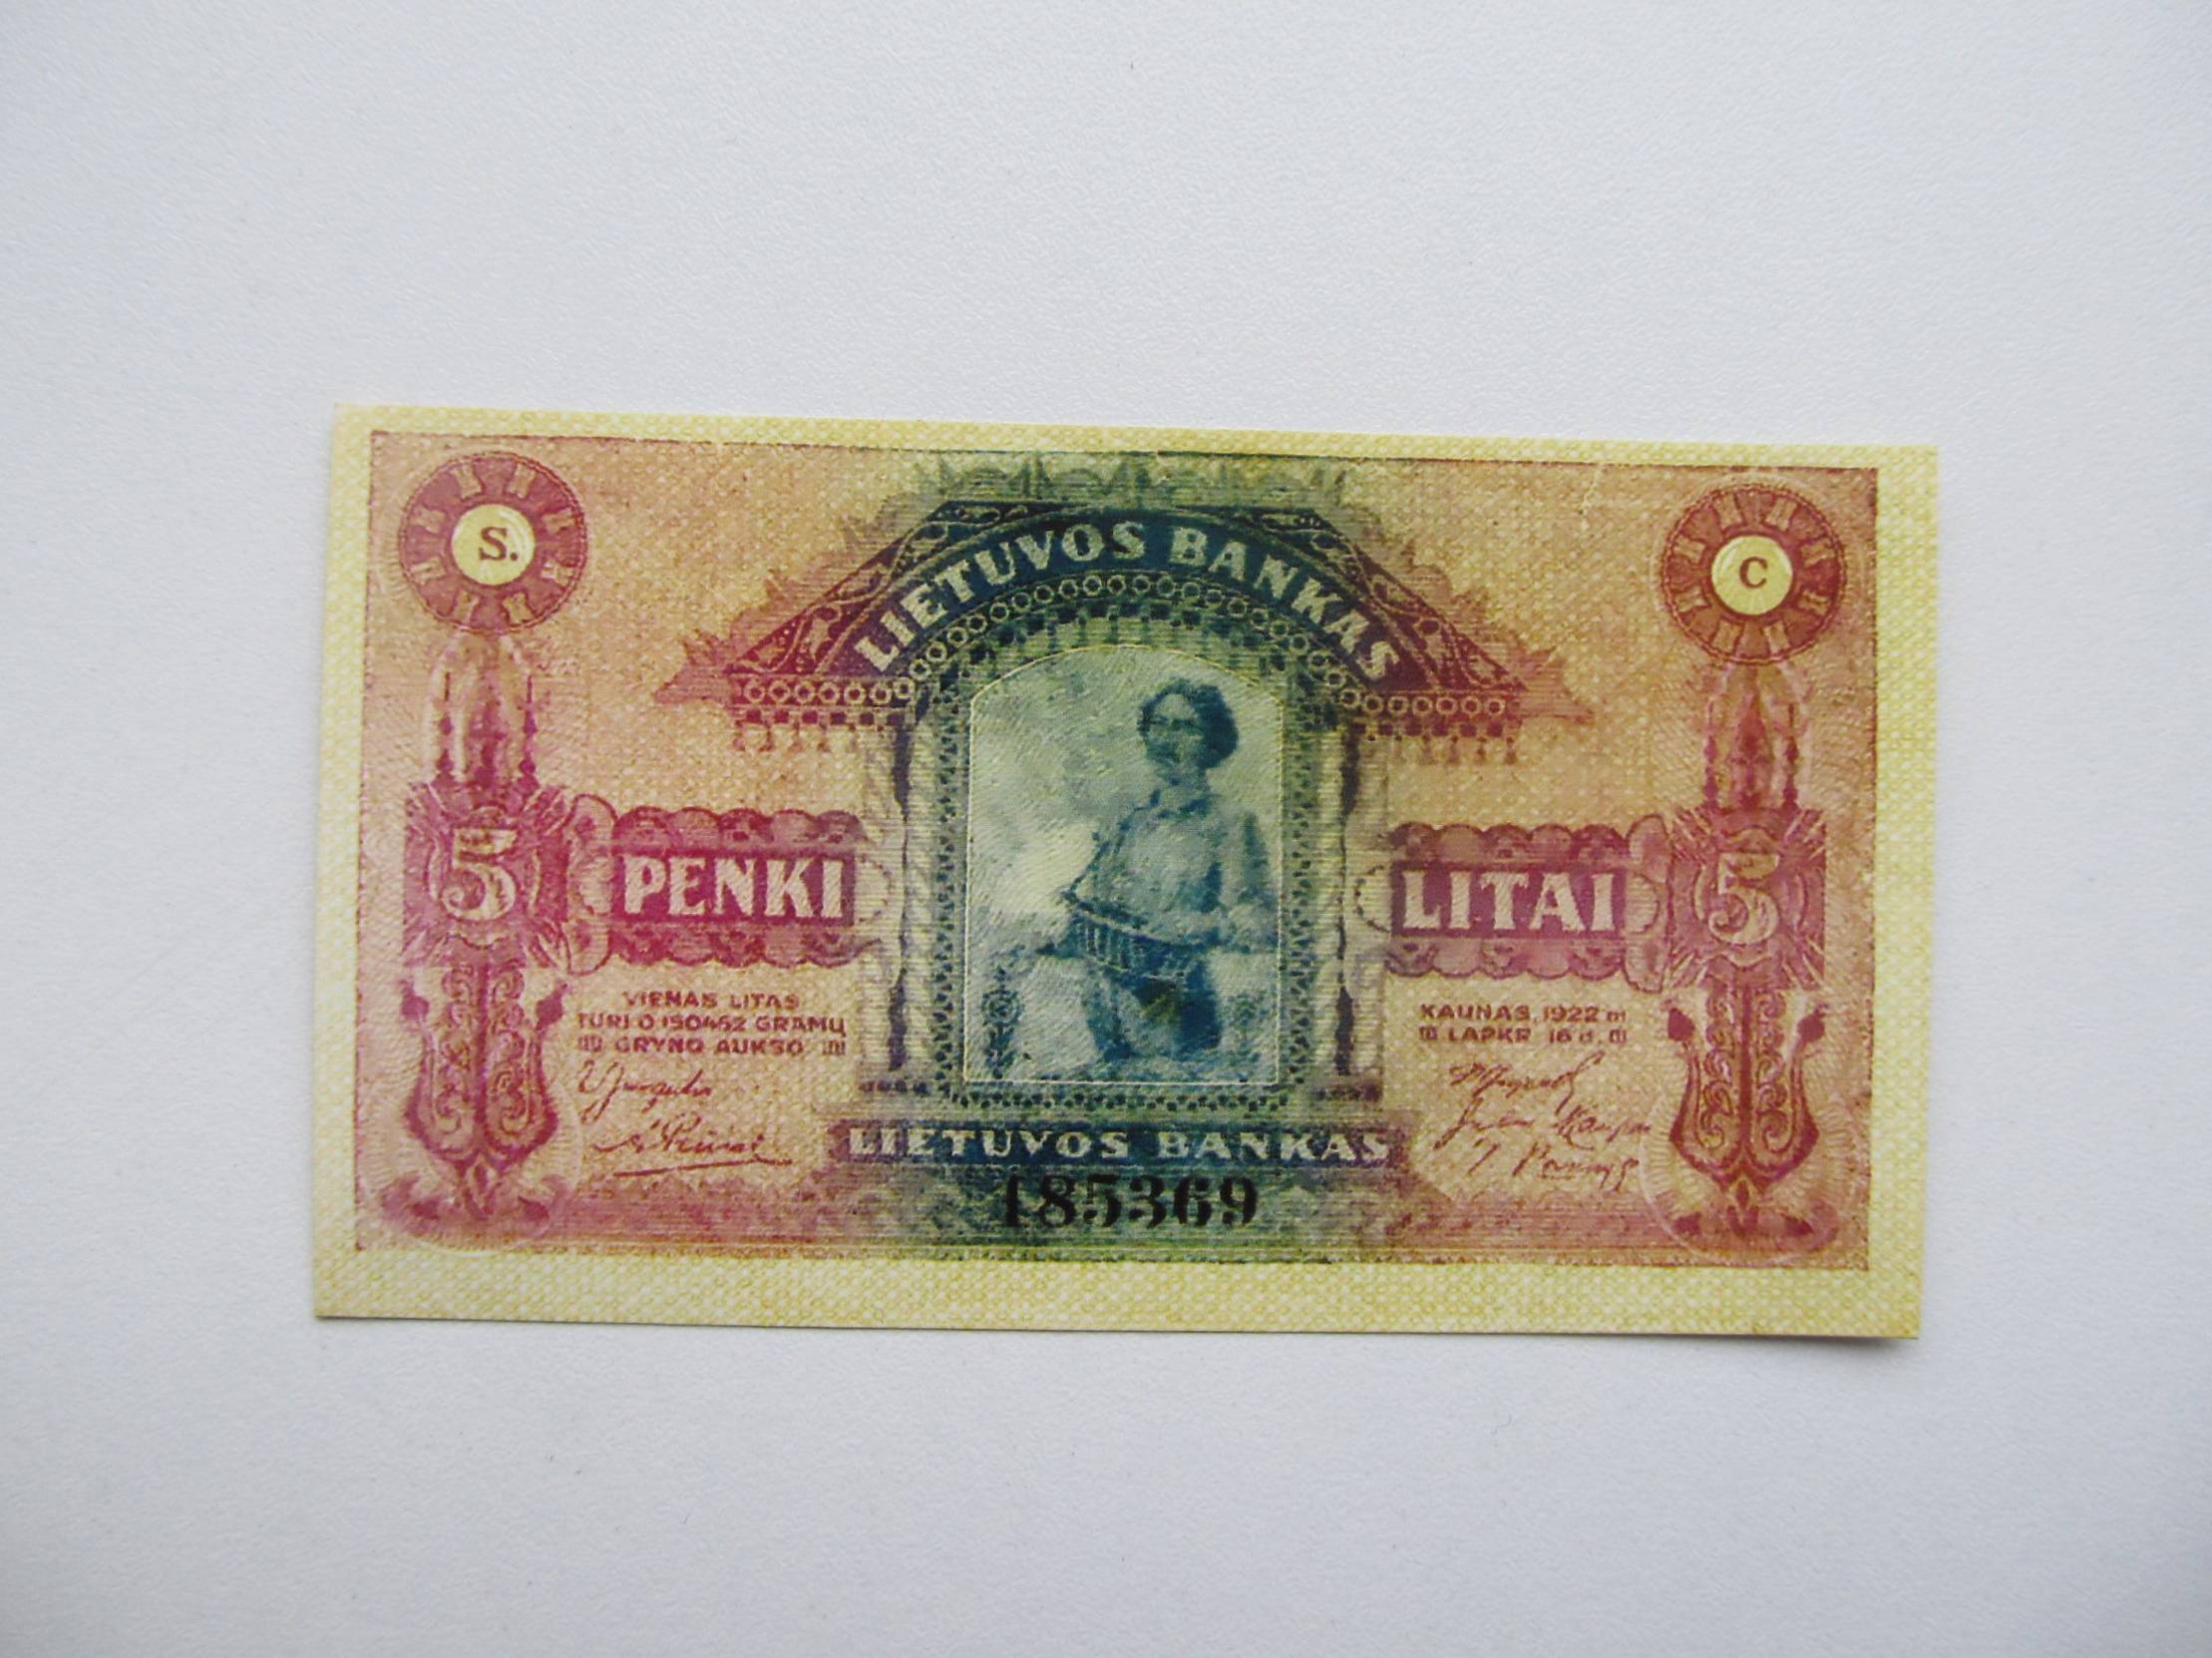 S.
C
LIETUVOS BANKAS
5 PENKI LITAI 5
VIENAS LITAS
TURI 0,150462 GRAMŲ
GRYNO AUKSO
KAUNAS, 1922 m
LAPKR 16 d.
LIETUVOS BANKAS
185369